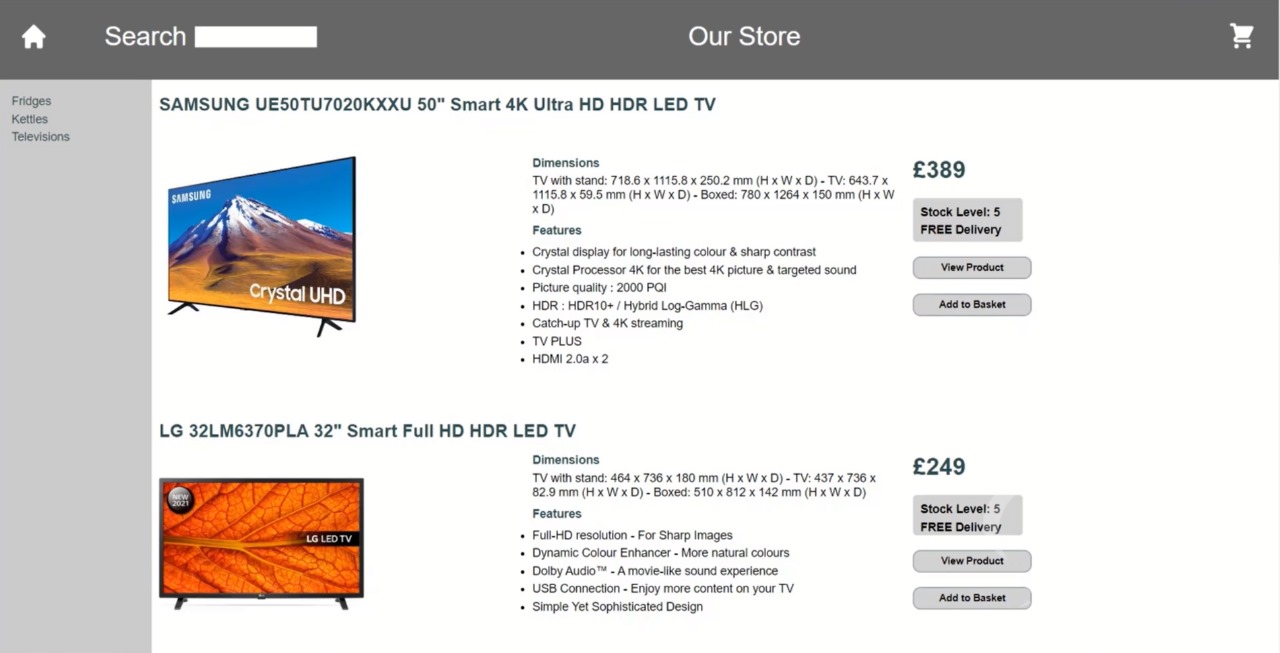 Search
Our Store
Fridges
Kettles
Televisions
SAMSUNG UE50TU7020KXXU 50" Smart 4K Ultra HD HDR LED TV
SAMSUNG
Crystal UHD
Dimensions
TV with stand: 718.6 x 1115.8 x 250.2 mm (H x W x D) - TV: 643.7 x
1115.8 x 59.5 mm (H x W x D) - Boxed: 780 x 1264 x 150 mm (H x W
x D)
Features
• Crystal display for long-lasting colour & sharp contrast
• Crystal Processor 4K for the best 4K picture & targeted sound
• Picture quality : 2000 PQI
• HDR : HDR10+ / Hybrid Log-Gamma (HLG)
• Catch-up TV & 4K streaming
• TV PLUS
• HDMI 2.0a x 2
£389
Stock Level: 5
FREE Delivery
View Product
Add to Basket
LG 32LM6370PLA 32" Smart Full HD HDR LED TV
NEW
2021
LG LED TV
Dimensions
TV with stand: 464 x 736 x 180 mm (H x W x D) - TV: 437 x 736 x
82.9 mm (H x W x D) - Boxed: 510 x 812 x 142 mm (H x W x D)
Features
• Full-HD resolution - For Sharp Images
• Dynamic Colour Enhancer - More natural colours
• Dolby Audio™ - A movie-like sound experience
• USB Connection - Enjoy more content on your TV
• Simple Yet Sophisticated Design
£249
Stock Level: 5
FREE Delivery
View Product
Add to Basket